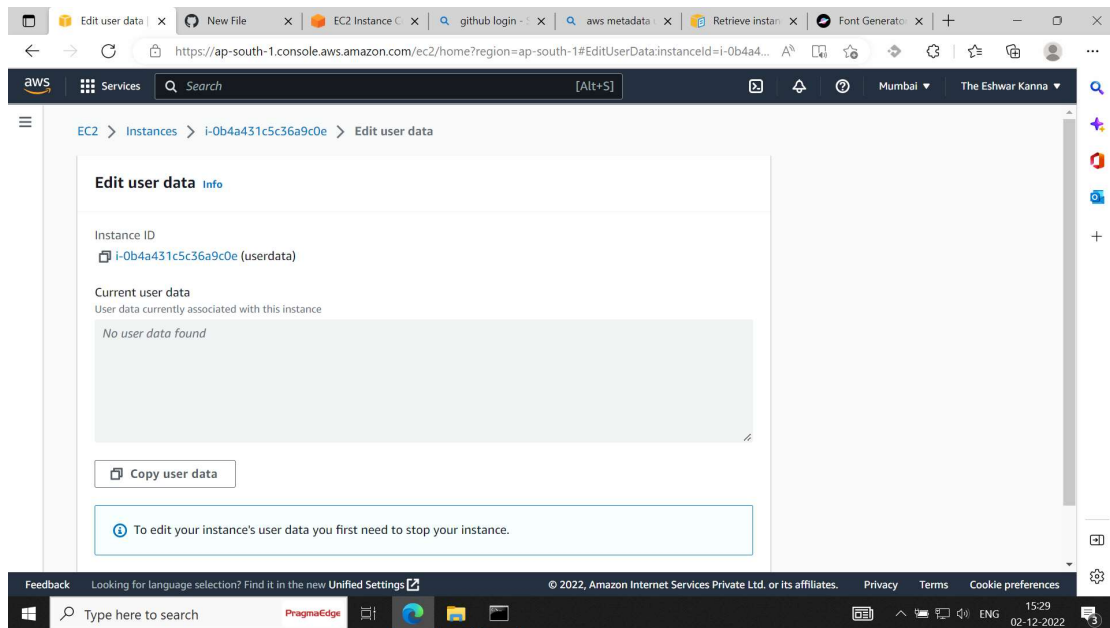 Edit user data
New File
EC2 Instance C
github login - S
aws metadata
Retrieve instan
Font Generato
https://ap-south-1.console.aws.amazon.com/ec2/home?region=ap-south-1#EditUserData:instanceId=i-0b4a4...
aws
Services
Search
[Alt+S]
Mumbai
The Eshwar Kanna
EC2 > Instances > i-0b4a431c5c36a9c0e > Edit user data
Edit user data Info
Instance ID
i-0b4a431c5c36a9c0e (userdata)
Current user data
User data currently associated with this instance
No user data found
Copy user data
To edit your instance's user data you first need to stop your instance.
Feedback
Looking for language selection? Find it in the new Unified Settings
© 2022, Amazon Internet Services Private Ltd. or its affiliates.
Privacy
Terms
Cookie preferences
Type here to search
PragmaEdge
ENG
15:29
02-12-2022
3